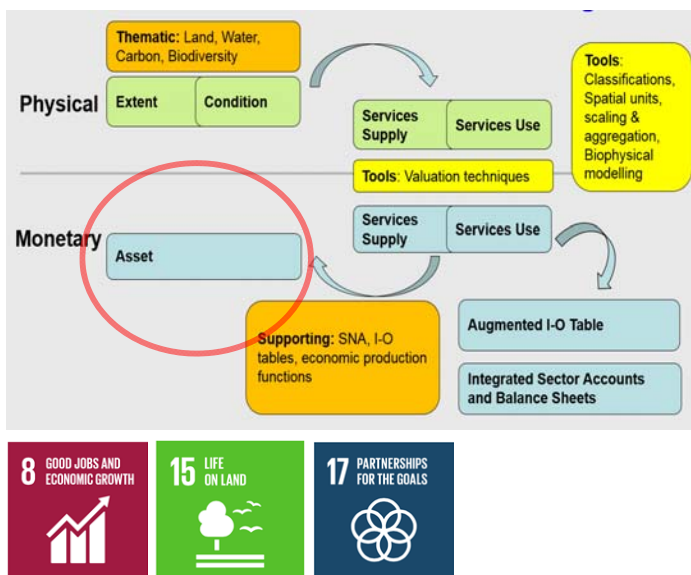 Thematic: Land, Water,
Carbon, Biodiversity
Physical
Extent
Condition
Services
Supply
Services Use
Tools:
Classifications,
Spatial units,
scaling &
aggregation,
Biophysical
modelling
Tools: Valuation techniques
Monetary
Asset
Services
Supply
Services Use
Supporting: SNA, I-O
tables, economic production
functions
Augmented I-O Table
Integrated Sector Accounts
and Balance Sheets
8 GOOD JOBS AND
ECONOMIC GROWTH
15 LIFE
ON LAND
17 PARTNERSHIPS
FOR THE GOALS